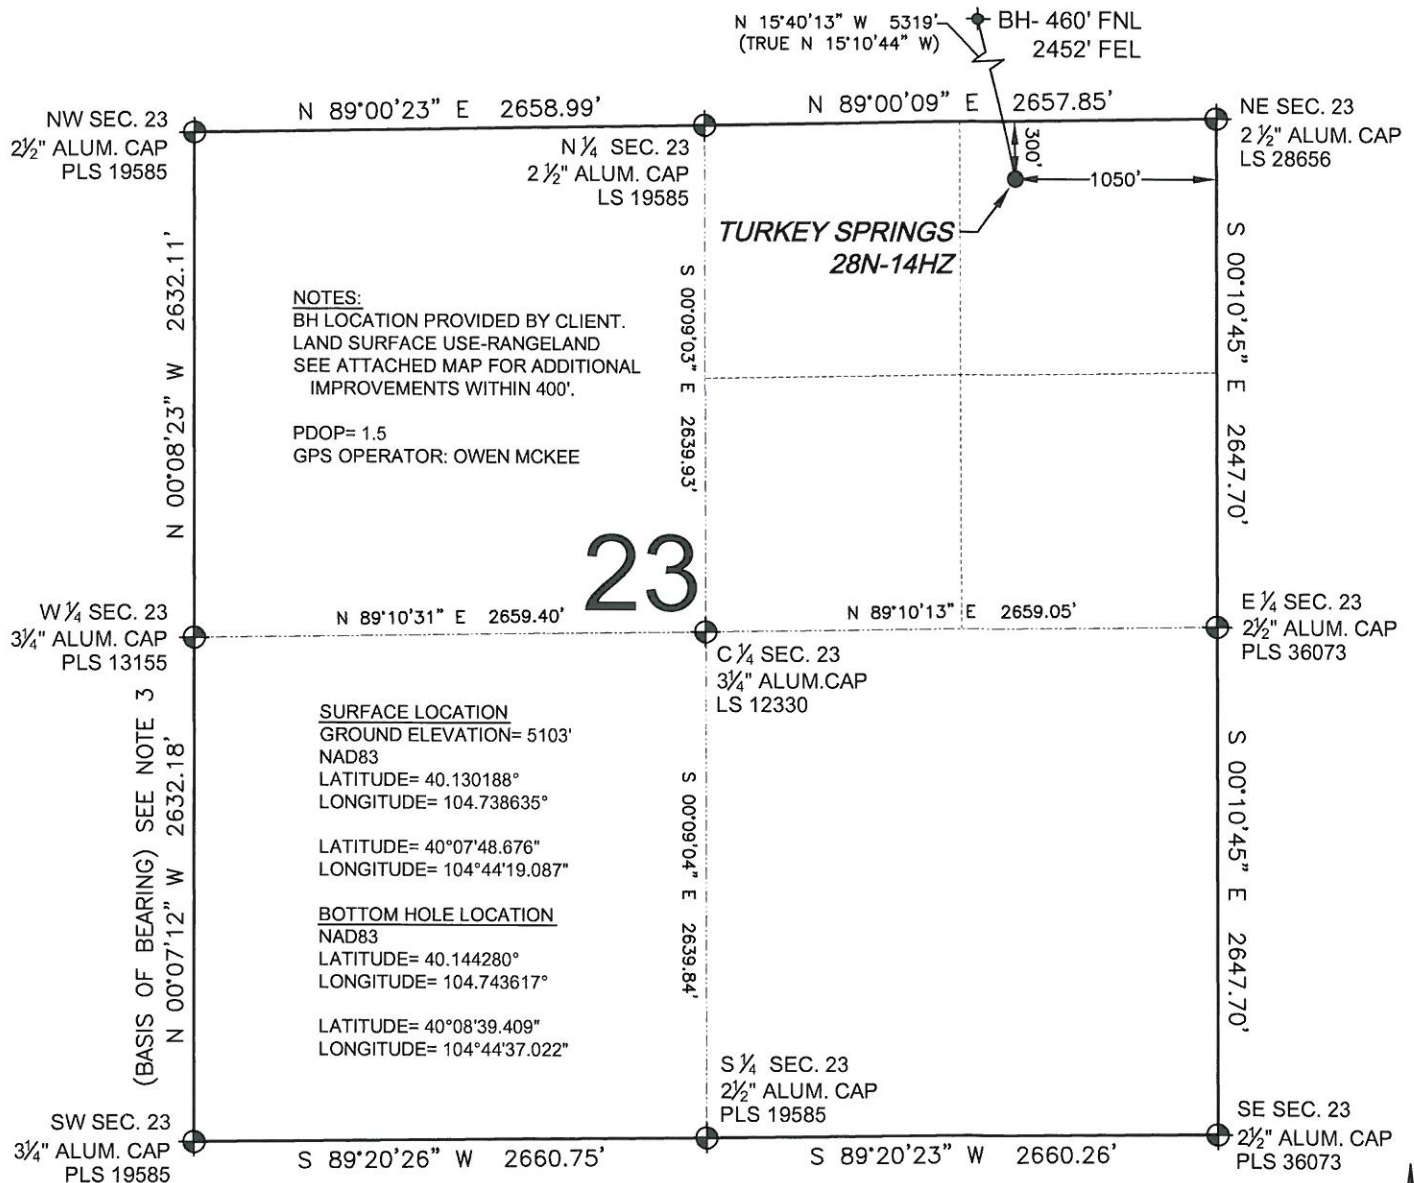 N 15°40'13" W 5319'
(TRUE N 15°10'44" W)
BH- 460' FNL
2452' FEL
NW SEC. 23
2½" ALUM. CAP
PLS 19585
N 89°00'23" E 2658.99'
N 89°00'09" E 2657.85'
NE SEC. 23
2 ½" ALUM. CAP
LS 28656
N ¼ SEC. 23
2 ½" ALUM. CAP
LS 19585
300'
1050'
TURKEY SPRINGS
28N-14HZ
N 00°08'23" W 2632.11'
NOTES:
BH LOCATION PROVIDED BY CLIENT.
LAND SURFACE USE-RANGELAND
SEE ATTACHED MAP FOR ADDITIONAL
IMPROVEMENTS WITHIN 400'.
PDOP= 1.5
GPS OPERATOR: OWEN MCKEE
S 00°09'03" E 2639.93'
S 00°10'45" E 2647.70'
23
W ¼ SEC. 23
3¼" ALUM. CAP
PLS 13155
N 89°10'31" E 2659.40'
N 89°10'13" E 2659.05'
E ¼ SEC. 23
2½" ALUM. CAP
PLS 36073
C ¼ SEC. 23
3¼" ALUM.CAP
LS 12330
(BASIS OF BEARING) SEE NOTE 3
N 00°07'12" W 2632.18'
SURFACE LOCATION
GROUND ELEVATION= 5103'
NAD83
LATITUDE= 40.130188°
LONGITUDE= 104.738635°
LATITUDE= 40°07'48.676"
LONGITUDE= 104°44'19.087"
BOTTOM HOLE LOCATION
NAD83
LATITUDE= 40.144280°
LONGITUDE= 104.743617°
LATITUDE= 40°08'39.409"
LONGITUDE= 104°44'37.022"
S 00°09'04" E 2639.84'
S 00°10'45" E 2647.70'
SW SEC. 23
3¼" ALUM. CAP
PLS 19585
S 89°20'26" W 2660.75'
S ¼ SEC. 23
2½" ALUM. CAP
PLS 19585
S 89°20'23" W 2660.26'
SE SEC. 23
2½" ALUM. CAP
PLS 36073